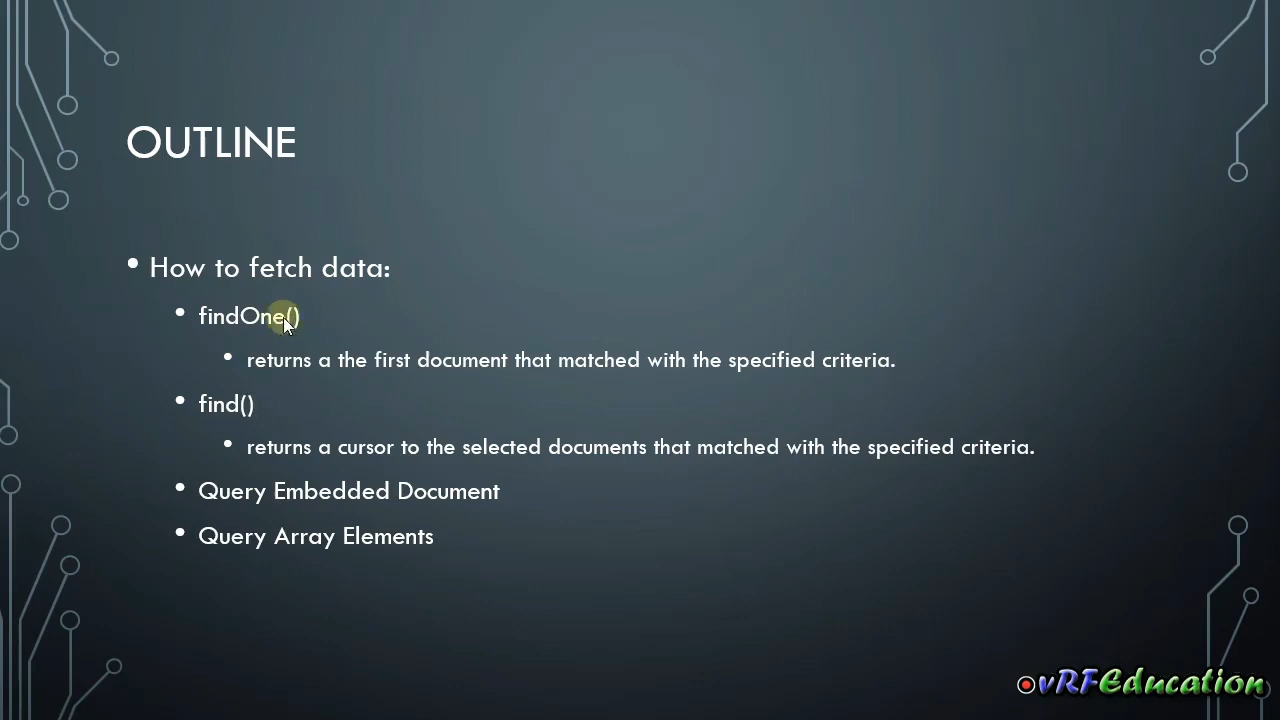 OUTLINE
• How to fetch data:
• findOne()
• returns a the first document that matched with the specified criteria.
• find()
• returns a cursor to the selected documents that matched with the specified criteria.
• Query Embedded Document
• Query Array Elements
vRFEducation